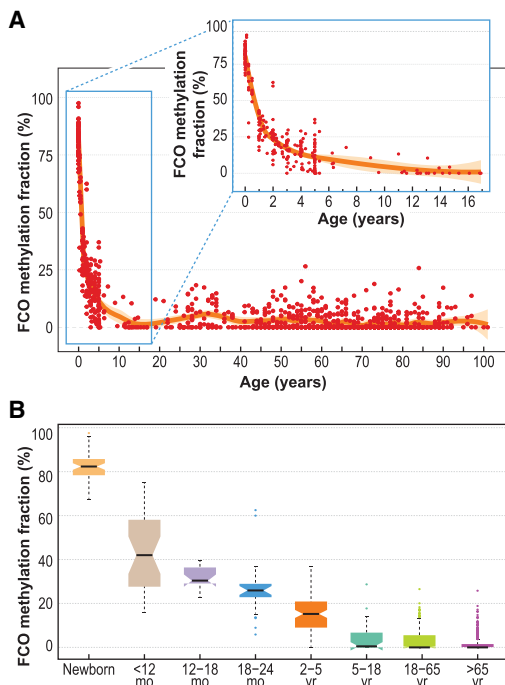 A
FCO methylation fraction (%)
100
75
50
25
0
0 10 20 30 40 50 60 70 80 90 100
Age (years)
FCO methylation
fraction (%)
100
75
50
25
0
0 2 4 6 8 10 12 14 16
Age (years)
B
FCO methylation fraction (%)
100
80
60
40
20
0
Newborn <12 12–18 18–24 2–5 5–18 18–65 >65
mo mo mo yr yr yr yr